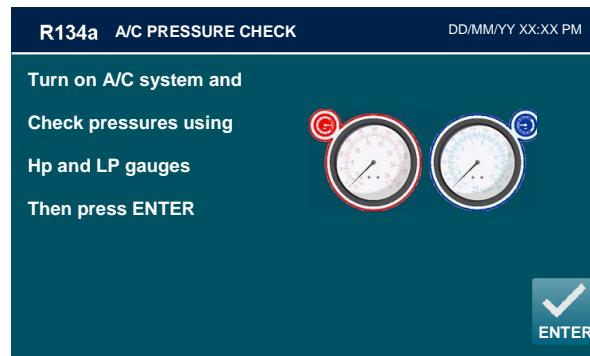 R134a A/C PRESSURE CHECK DD/MM/YY XX:XX PM
Turn on A/C system and
Check pressures using
Hp and LP gauges
Then press ENTER
ENTER